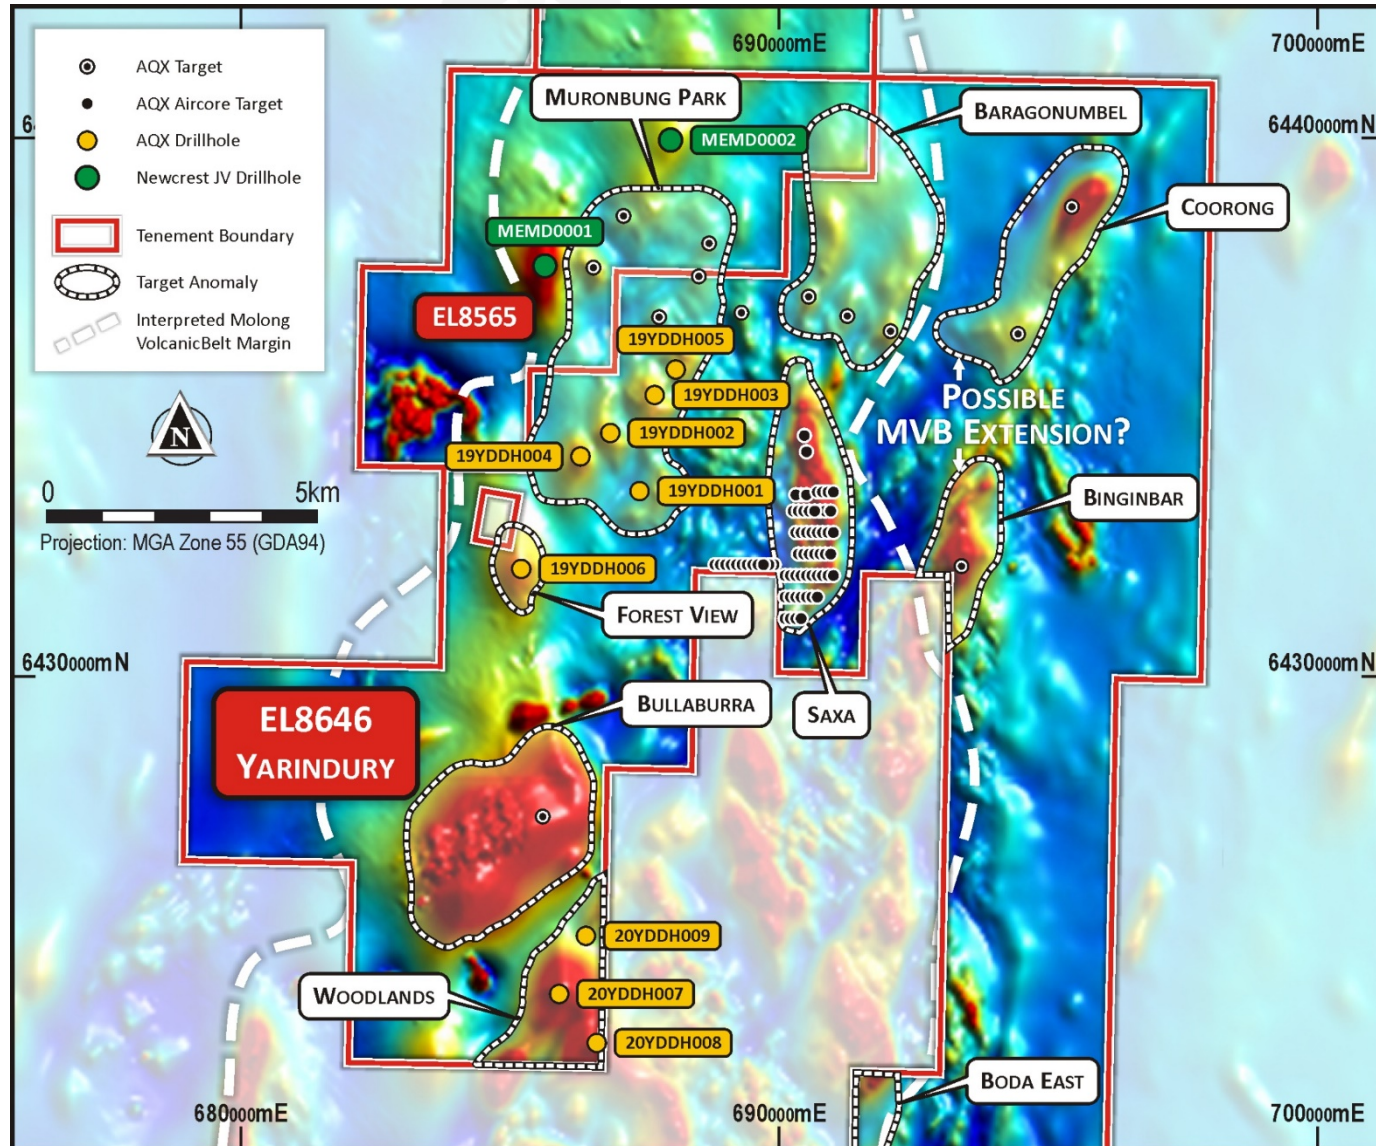 690000mE
700000mE
AQX Target
AQX Aircore Target
AQX Drillhole
Newcrest JV Drillhole
Tenement Boundary
Target Anomaly
Interpreted Molong
VolcanicBelt Margin
N
0
5km
Projection: MGA Zone 55 (GDA94)
MURONBUNG PARK
BARAGONUMBEL
MEMD0002
6440000mN
COORONG
MEMD0001
EL8565
19YDDH005
19YDDH003
19YDDH002
19YDDH004
19YDDH001
POSSIBLE
MVB EXTENSION?
BINGINBAR
19YDDH006
FOREST VIEW
6430000mN
6430000mN
EL8646
YARINDURY
BULLABURRA
SAXA
20YDDH009
WOODLANDS
20YDDH007
20YDDH008
BODA EAST
680000mE
690000mE
700000mE